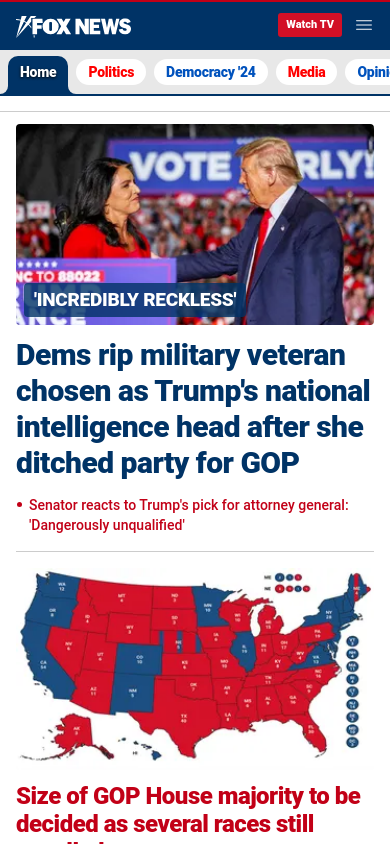 FOX NEWS
Watch TV
Home
Politics
Democracy '24
Media
Opini
VOTE EARLY!
NC TO 88022
ANCE
'INCREDIBLY RECKLESS'
Dems rip military veteran
chosen as Trump's national
intelligence head after she
ditched party for GOP
• Senator reacts to Trump's pick for attorney general:
'Dangerously unqualified'
Size of GOP House majority to be
decided as several races still